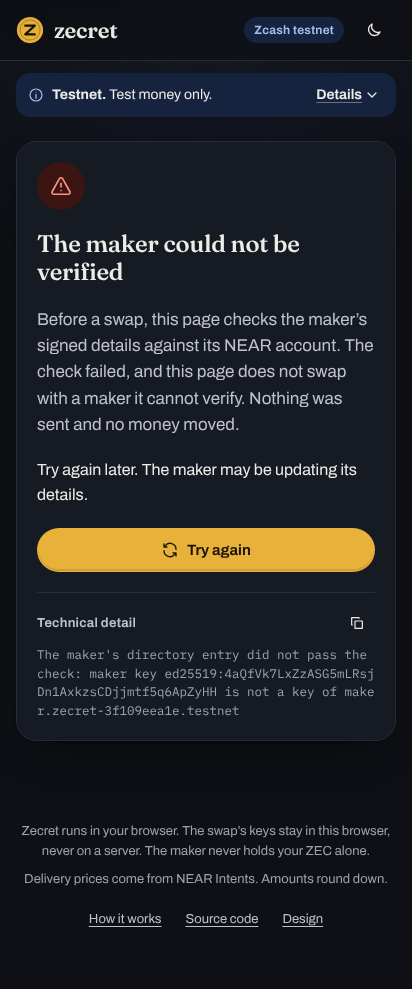 zecret
Zcash testnet
Testnet. Test money only.
Details
The maker could not be
verified
Before a swap, this page checks the maker’s
signed details against its NEAR account. The
check failed, and this page does not swap
with a maker it cannot verify. Nothing was
sent and no money moved.
Try again later. The maker may be updating its
details.
Try again
Technical detail
The maker's directory entry did not pass the
check: maker key ed25519:4aQfVk7LxZzASG5mLRsj
Dn1AxkzsCDjjmtf5q6ApZyHH is not a key of make
r.zecret-3f109eea1e.testnet
Zecret runs in your browser. The swap’s keys stay in this browser,
never on a server. The maker never holds your ZEC alone.
Delivery prices come from NEAR Intents. Amounts round down.
How it works
Source code
Design